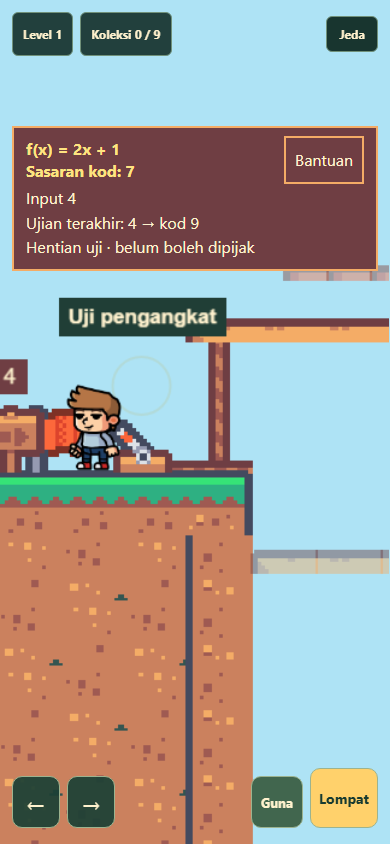 Level 1
Koleksi 0 / 9
Jeda
f(x) = 2x + 1
Sasaran kod: 7
Bantuan
Input 4
Ujian terakhir: 4 → kod 9
Hentian uji · belum boleh dipijak
Uji pengangkat
4
←
→
Guna
Lompat